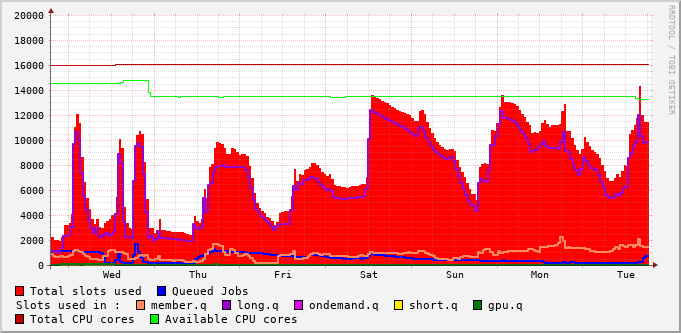 RRDTOOL / TOBI OETIKER
20000
18000
16000
14000
12000
10000
8000
6000
4000
2000
0
Wed Thu Fri Sat Sun Mon Tue
Total slots used Queued Jobs
Slots used in : member.q long.q ondemand.q short.q gpu.q
Total CPU cores Available CPU cores